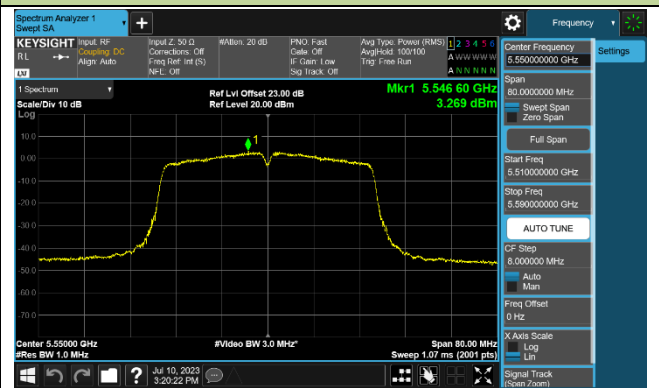 Spectrum Analyzer 1
Swept SA
Frequency
KEYSIGHT
RL
LXI
Input: RF
Coupling: DC
Align: Auto
Input Z: 50 Ω
Corrections: Off
Freq Ref: Int (S)
NFE: Off
#Atten: 20 dB
PNO: Fast
Gate: Off
IF Gain: Low
Sig Track: Off
Avg Type: Power (RMS)
Avg|Hold: 100/100
Trig: Free Run
1 2 3 4 5 6
A W W W W W
A N N N N N
1 Spectrum
Scale/Div 10 dB
Log
Ref Lvl Offset 23.00 dB
Ref Level 20.00 dBm
Mkr1 5.546 60 GHz
3.269 dBm
1
10.0
0.00
-10.0
-20.0
-30.0
-40.0
-50.0
-60.0
-70.0
Center 5.55000 GHz
#Res BW 1.0 MHz
#Video BW 3.0 MHz*
Span 80.00 MHz
Sweep 1.07 ms (2001 pts)
Jul 10, 2023
3:20:22 PM
Center Frequency
5.550000000 GHz
Settings
Span
80.0000000 MHz
Swept Span
Zero Span
Full Span
Start Freq
5.510000000 GHz
Stop Freq
5.590000000 GHz
AUTO TUNE
CF Step
8.000000 MHz
Auto
Man
Freq Offset
0 Hz
X Axis Scale
Log
Lin
Signal Track
(Span Zoom)